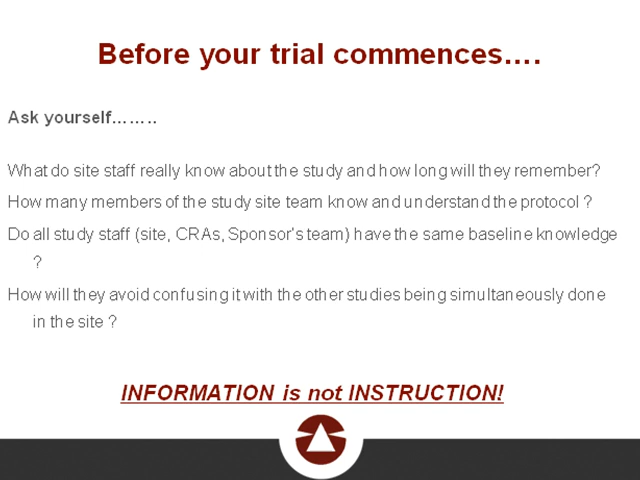 Before your trial commences….
Ask yourself……..
What do site staff really know about the study and how long will they remember?
How many members of the study site team know and understand the protocol ?
Do all study staff (site, CRAs, Sponsor's team) have the same baseline knowledge
?
How will they avoid confusing it with the other studies being simultaneously done
in the site ?
INFORMATION is not INSTRUCTION!